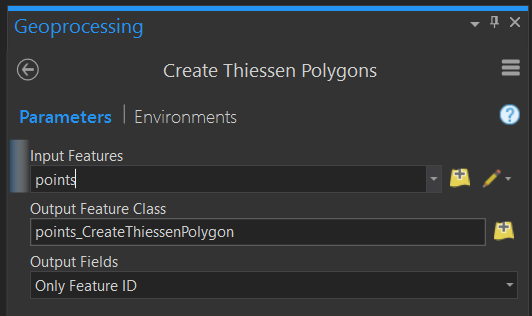 Geoprocessing
Create Thiessen Polygons
Parameters | Environments
?
Input Features
points
Output Feature Class
points_CreateThiessenPolygon
Output Fields
Only Feature ID